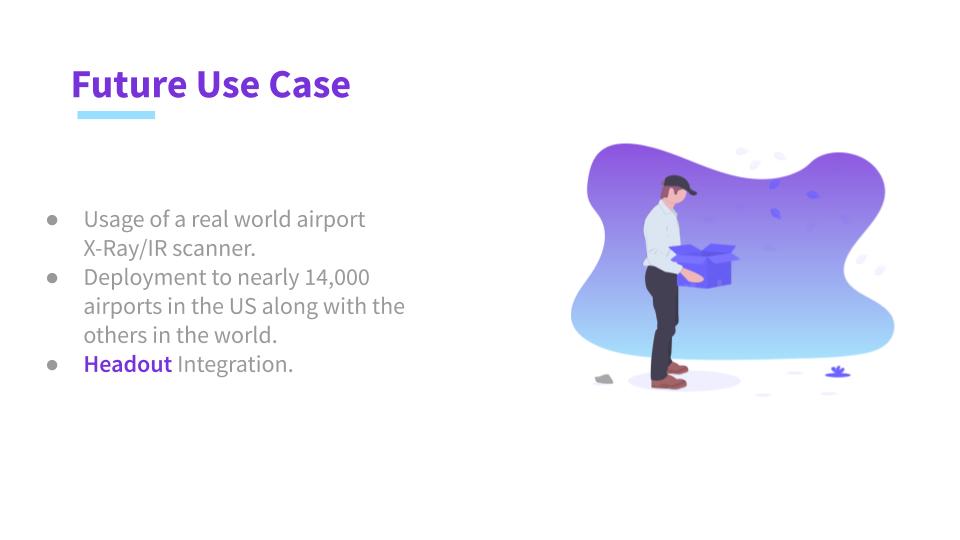 Future Use Case
● Usage of a real world airport
X-Ray/IR scanner.
● Deployment to nearly 14,000
airports in the US along with the
others in the world.
● Headout Integration.